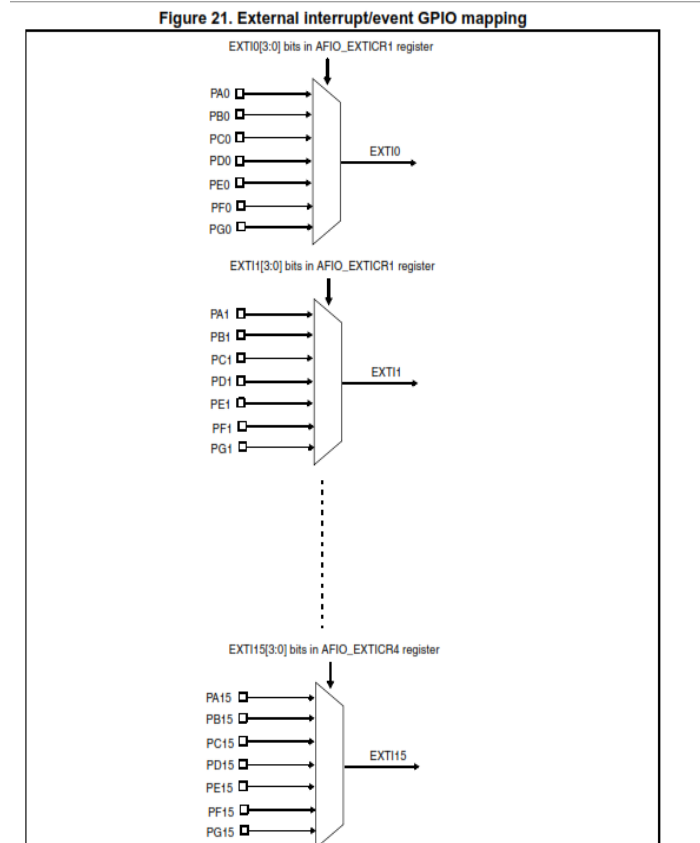 Figure 21. External interrupt/event GPIO mapping
EXTI0[3:0] bits in AFIO_EXTICR1 register
PA0
PB0
PC0
PD0
PE0
PF0
PG0
EXTI0
EXTI1[3:0] bits in AFIO_EXTICR1 register
PA1
PB1
PC1
PD1
PE1
PF1
PG1
EXTI1
EXTI15[3:0] bits in AFIO_EXTICR4 register
PA15
PB15
PC15
PD15
PE15
PF15
PG15
EXTI15